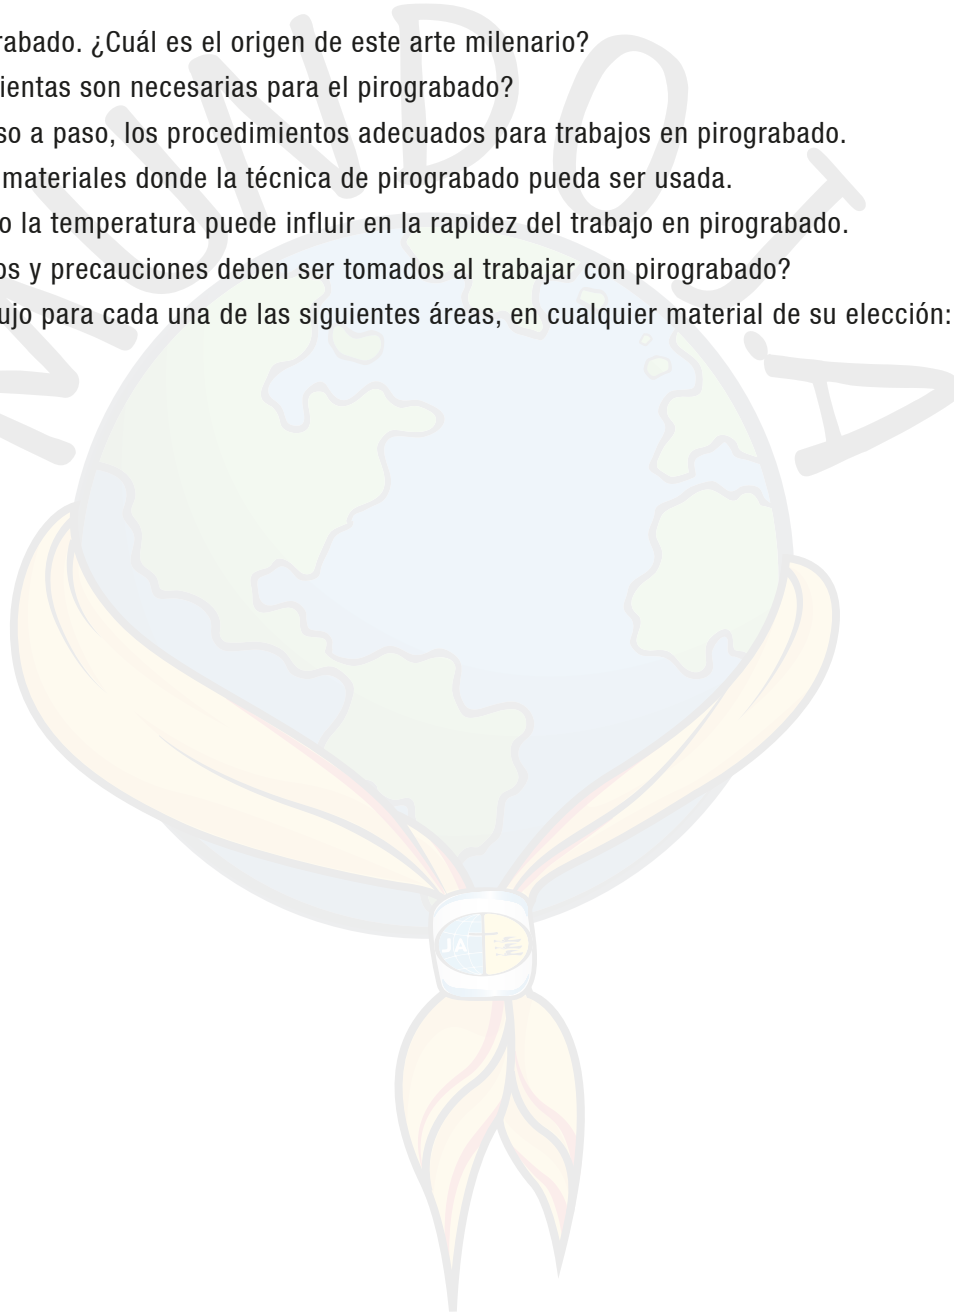 rabado. ¿Cuál es el origen de este arte milenario?
ientas son necesarias para el pirograbado?
so a paso, los procedimientos adecuados para trabajos en pirograbado.
materiales donde la técnica de pirograbado pueda ser usada.
o la temperatura puede influir en la rapidez del trabajo en pirograbado.
os y precauciones deben ser tomados al trabajar con pirograbado?
ujo para cada una de las siguientes áreas, en cualquier material de su elección:
MUNDO J.A
JA